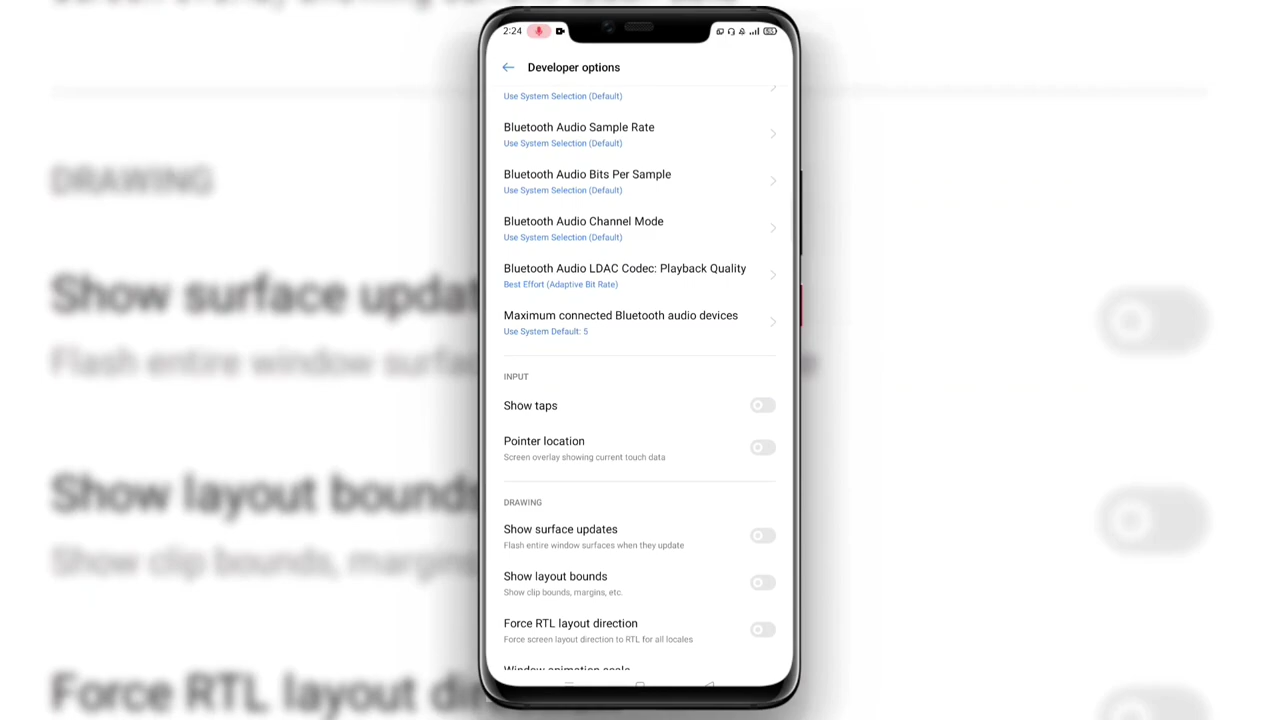 2:24
Developer options
Use System Selection (Default)
Bluetooth Audio Sample Rate
Use System Selection (Default)
Bluetooth Audio Bits Per Sample
Use System Selection (Default)
Bluetooth Audio Channel Mode
Use System Selection (Default)
Bluetooth Audio LDAC Codec: Playback Quality
Best Effort (Adaptive Bit Rate)
Maximum connected Bluetooth audio devices
Use System Default: 5
INPUT
Show taps
Pointer location
Screen overlay showing current touch data
DRAWING
Show surface updates
Flash entire window surfaces when they update
Show layout bounds
Show clip bounds, margins, etc.
Force RTL layout direction
Force screen layout direction to RTL for all locales
Window animation scale
DRAWING
Show surface updat
Flash entire window surfac
Show layout bounds
Show clip bounds, margins
Force RTL layout dir